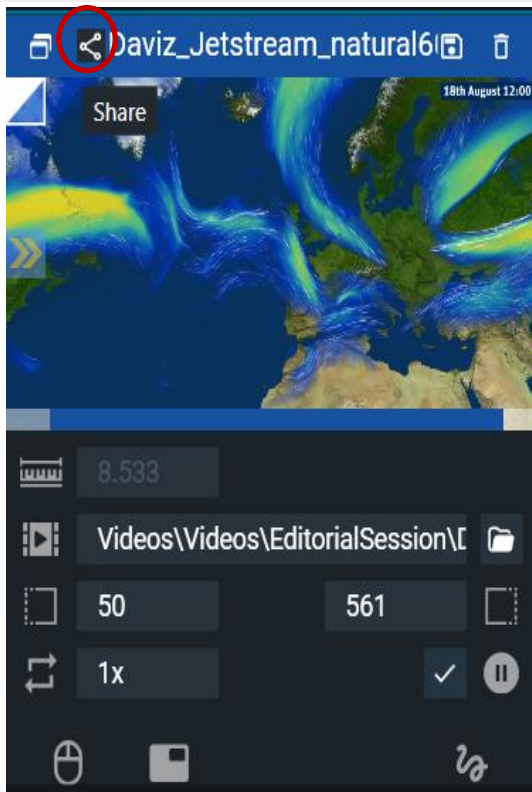 Daviz_Jetstream_natural6
Share
18th August 12:00
8.533
Videos\Videos\EditorialSession\
50 561
1x